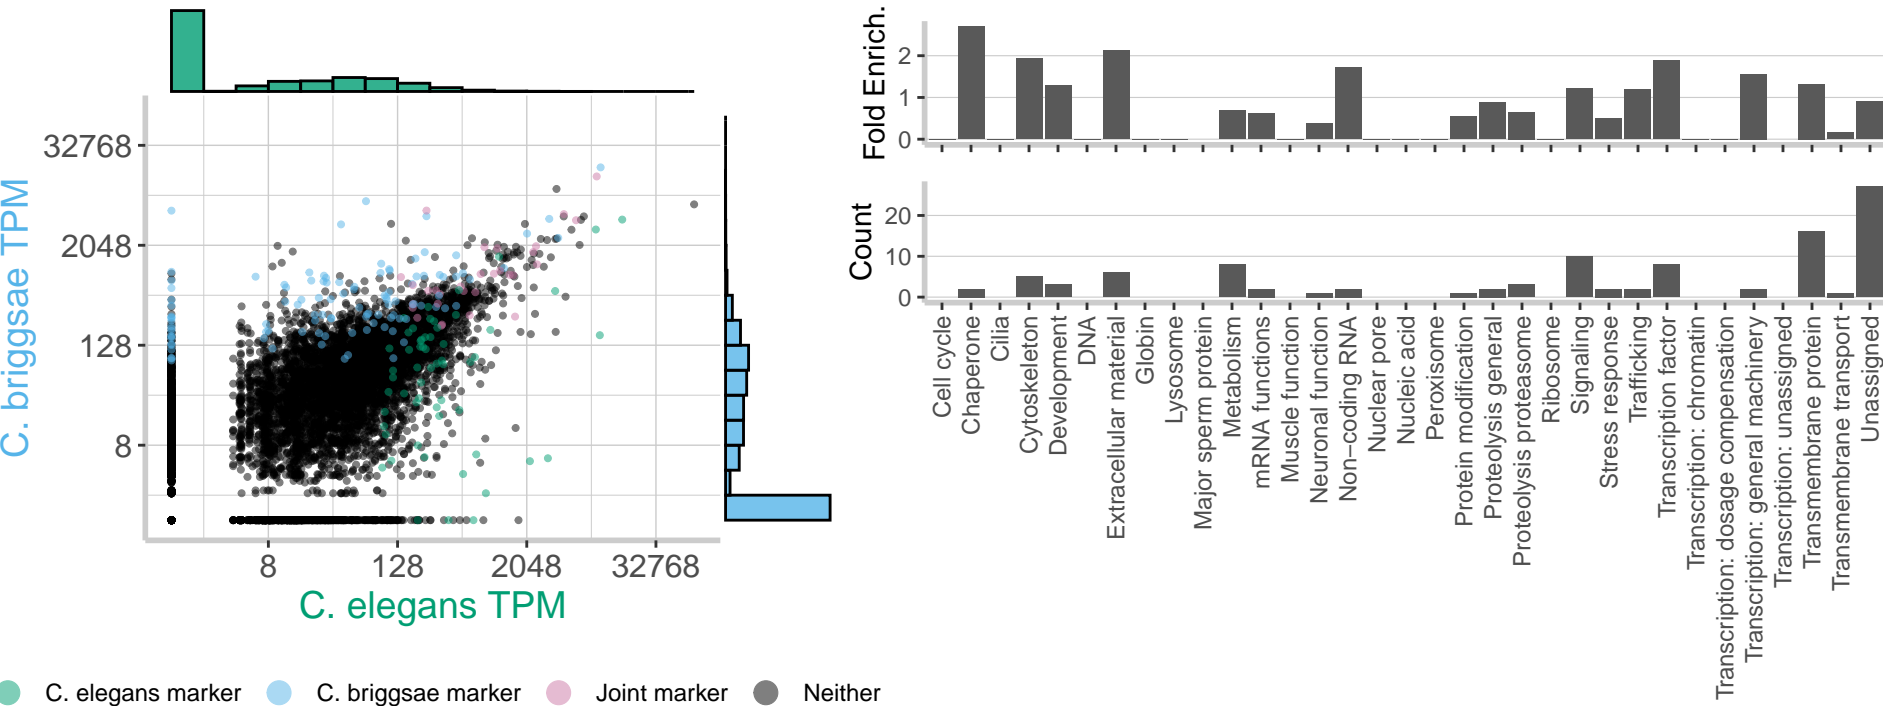 32768
2048
128
8
C. briggsae TPM
8
128
2048
32768
C. elegans TPM
C. elegans marker
C. briggsae marker
Joint marker
Neither
Fold Enrich.
2
1
0
Count
20
10
0
Cell cycle
Chaperone
Cilia
Cytoskeleton
Development
DNA
Extracellular material
Globin
Lysosome
Major sperm protein
Metabolism
mRNA functions
Muscle function
Neuronal function
Non−coding RNA
Nuclear pore
Nucleic acid
Peroxisome
Protein modification
Proteolysis general
Proteolysis proteasome
Ribosome
Signaling
Stress response
Trafficking
Transcription factor
Transcription: chromatin
Transcription: dosage compensation
Transcription: general machinery
Transcription: unassigned
Transmembrane protein
Transmembrane transport
Unassigned